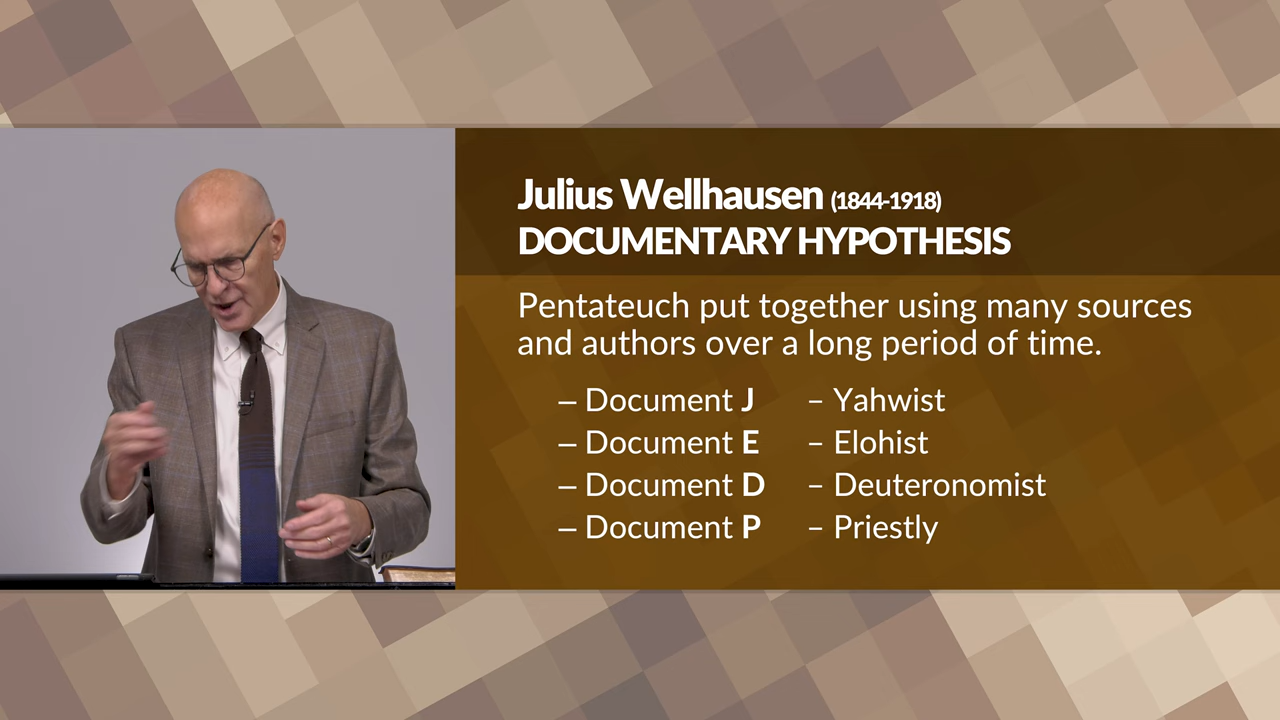 Julius Wellhausen (1844-1918)
DOCUMENTARY HYPOTHESIS
Pentateuch put together using many sources
and authors over a long period of time.
– Document J – Yahwist
– Document E – Elohist
– Document D – Deuteronomist
– Document P – Priestly